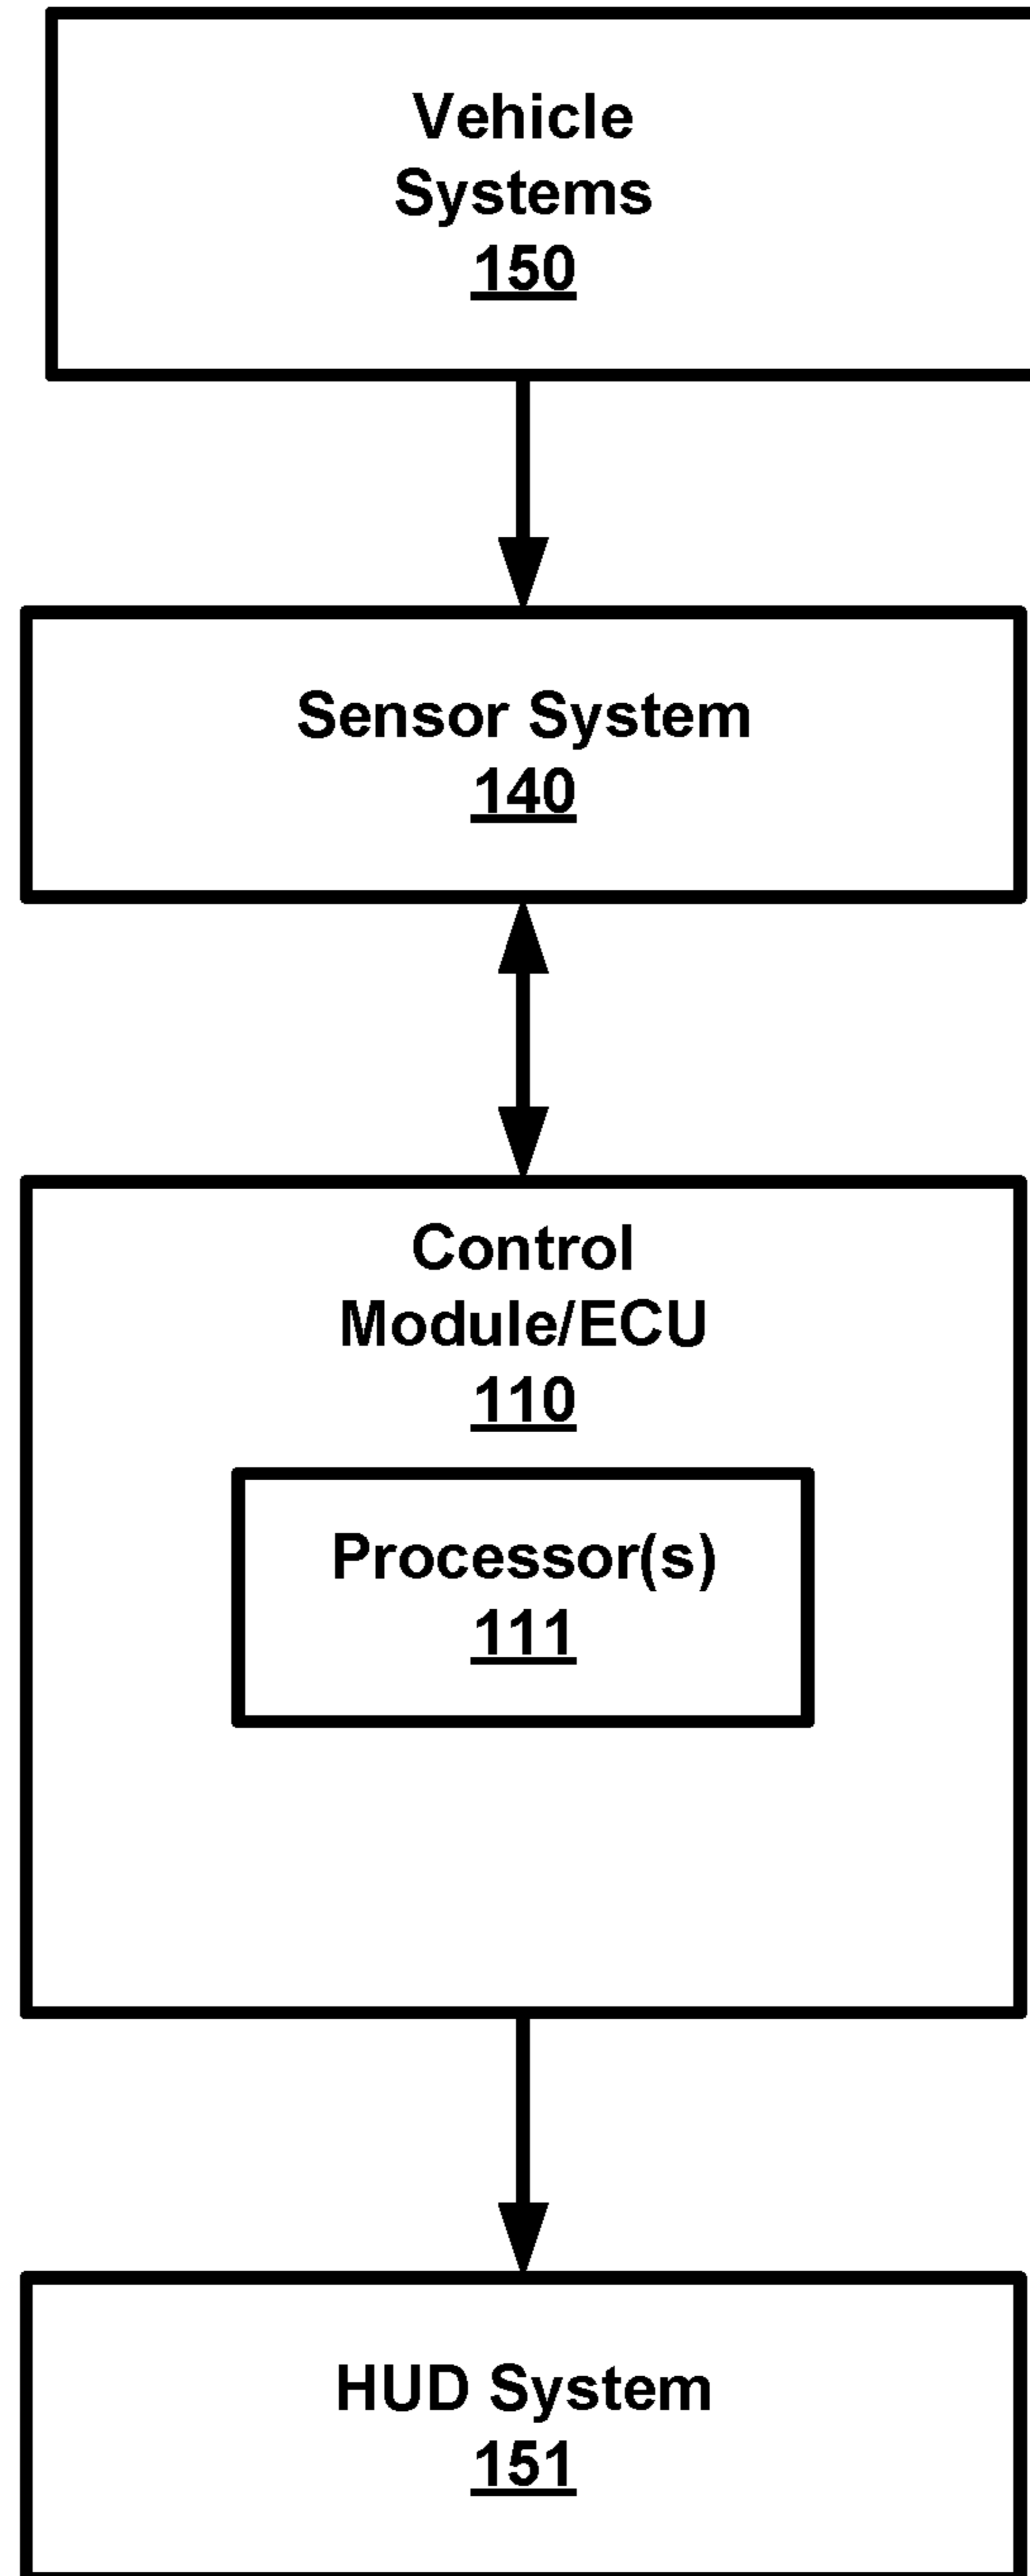 Vehicle
Systems
150
Sensor System
140
Control
Module/ECU
110
Processor(s)
111
HUD System
151